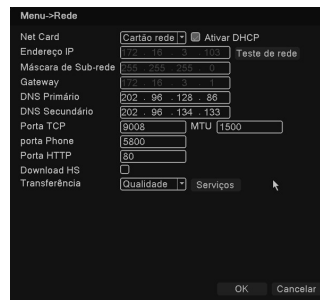 Menu->Rede
Net Card Cartão rede Ativar DHCP
Endereço IP 172 . 16 . 3 . 103 Teste de rede
Máscara de Sub-rede 255 . 255 . 255 . 0
Gateway 172 . 16 . 3 . 1
DNS Primário 202 . 96 . 128 . 86
DNS Secundário 202 . 96 . 134 . 133
Porta TCP 9008 MTU 1500
porta Phone 5800
Porta HTTP 80
Download HS
Transferência Qualidade Serviços
OK Cancelar